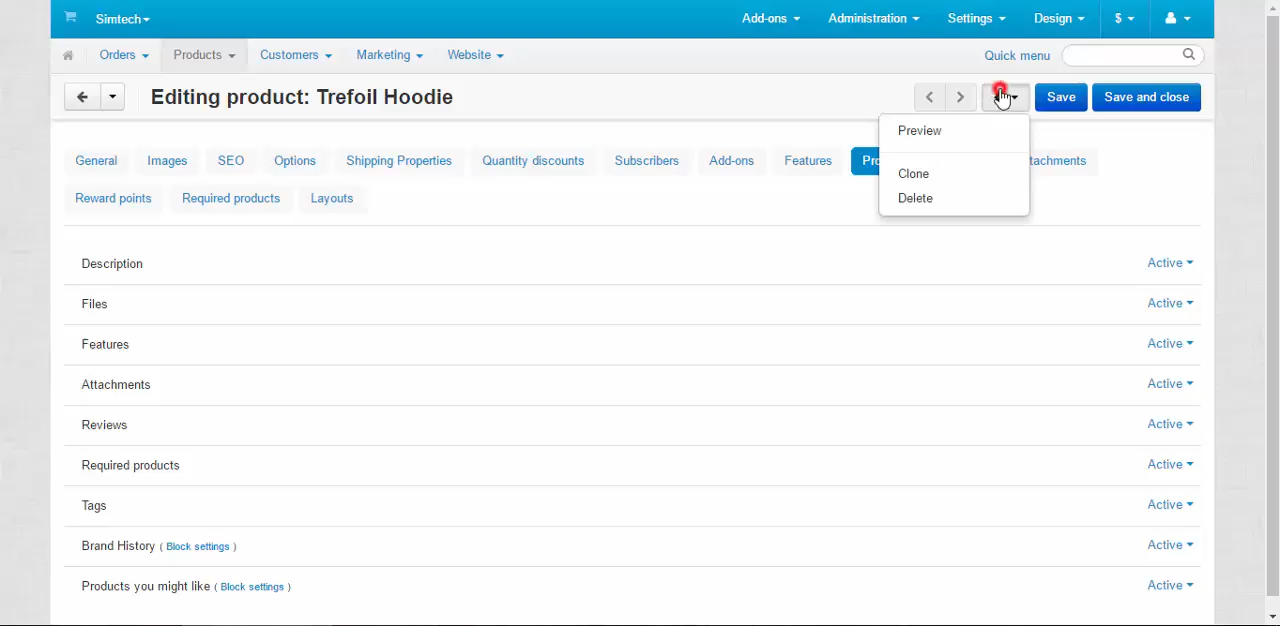 Simtech
Add-ons
Administration
Settings
Design
$
Orders
Products
Customers
Marketing
Website
Quick menu
Editing product: Trefoil Hoodie
Save
Save and close
Preview
Clone
Delete
General
Images
SEO
Options
Shipping Properties
Quantity discounts
Subscribers
Add-ons
Features
Reward points
Required products
Layouts
Description
Active
Files
Active
Features
Active
Attachments
Active
Reviews
Active
Required products
Active
Tags
Active
Brand History ( Block settings )
Active
Products you might like ( Block settings )
Active